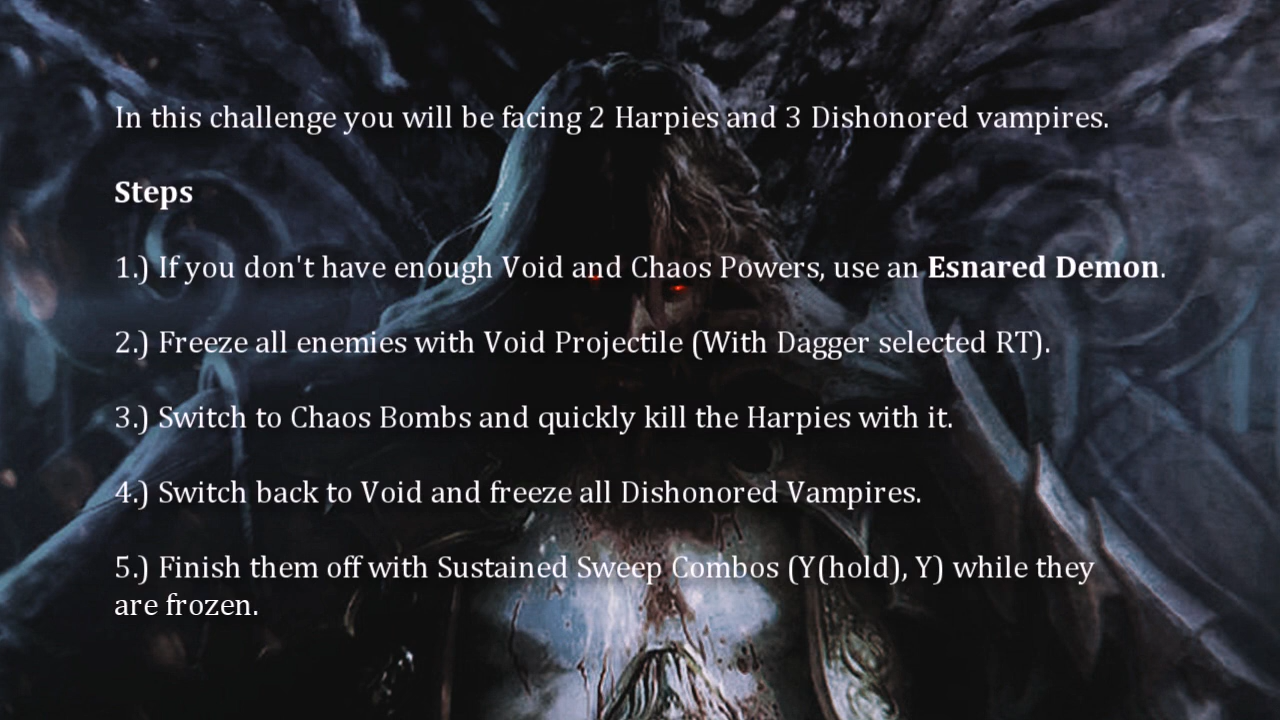 In this challenge you will be facing 2 Harpies and 3 Dishonored vampires.
Steps
1.) If you don't have enough Void and Chaos Powers, use an Esnared Demon.
2.) Freeze all enemies with Void Projectile (With Dagger selected RT).
3.) Switch to Chaos Bombs and quickly kill the Harpies with it.
4.) Switch back to Void and freeze all Dishonored Vampires.
5.) Finish them off with Sustained Sweep Combos (Y(hold), Y) while they
are frozen.